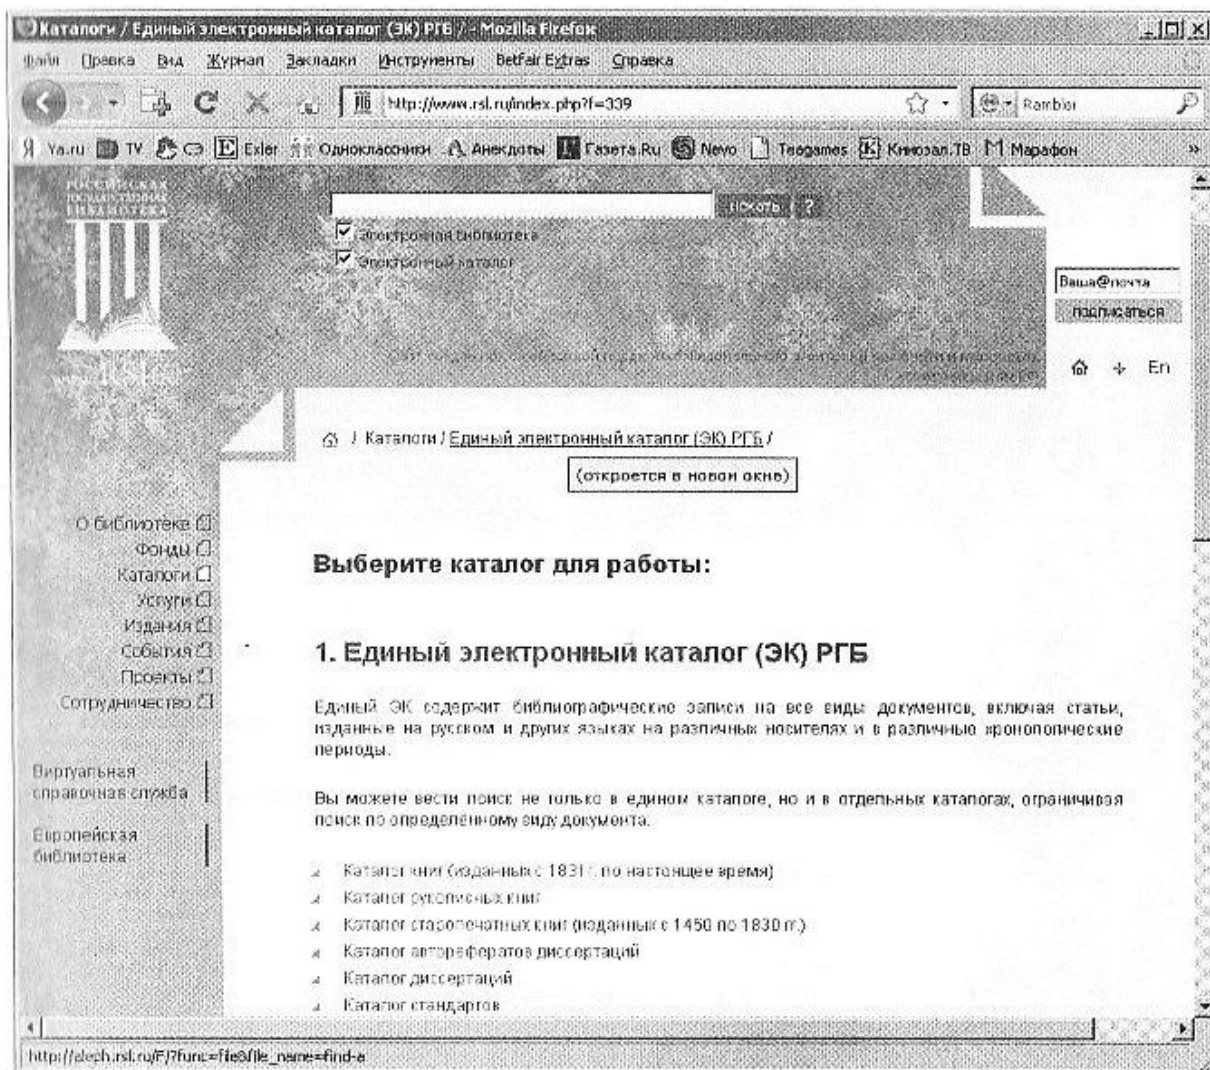 Каталоги / Единый электронный каталог (ЭК) РГБ / - Mozilla Firefox
Файл Правка Вид Журнал Закладки Инструменты Betfair Extras Справка
http://www.rsl.ru/index.php?f=339
Rambler
Ya.ru TV Exler Одноклассники Анекдоты Газета.Ru Nevo Teagames Кинозал.ТВ Марафон »
РОССИЙСКАЯ
ГОСУДАРСТВЕННАЯ
БИБЛИОТЕКА
искать ?
Электронная библиотека
Электронный каталог
Ваша@почта
подписаться
En
/ Каталоги / Единый электронный каталог (ЭК) РГБ /
(откроется в новом окне)
О библиотеке
Фонды
Каталоги
Услуги
Издания
События
Проекты
Сотрудничество
Виртуальная
справочная служба
Европейская
библиотека
Выберите каталог для работы:
1. Единый электронный каталог (ЭК) РГБ
Единый ЭК содержит библиографические записи на все виды документов, включая статьи,
изданные на русском и других языках на различных носителях и в различные хронологические
периоды.
Вы можете вести поиск не только в едином каталоге, но и в отдельных каталогах, ограничивая
поиск по определенному виду документа.
Каталог книг (изданных с 1831 г. по настоящее время)
Каталог рукописных книг
Каталог старопечатных книг (изданных с 1450 по 1830 гг.)
Каталог авторефератов диссертаций
Каталог диссертаций
Каталог стандартов
http://aleph.rsl.ru/F/?func=file&file_name=find-a